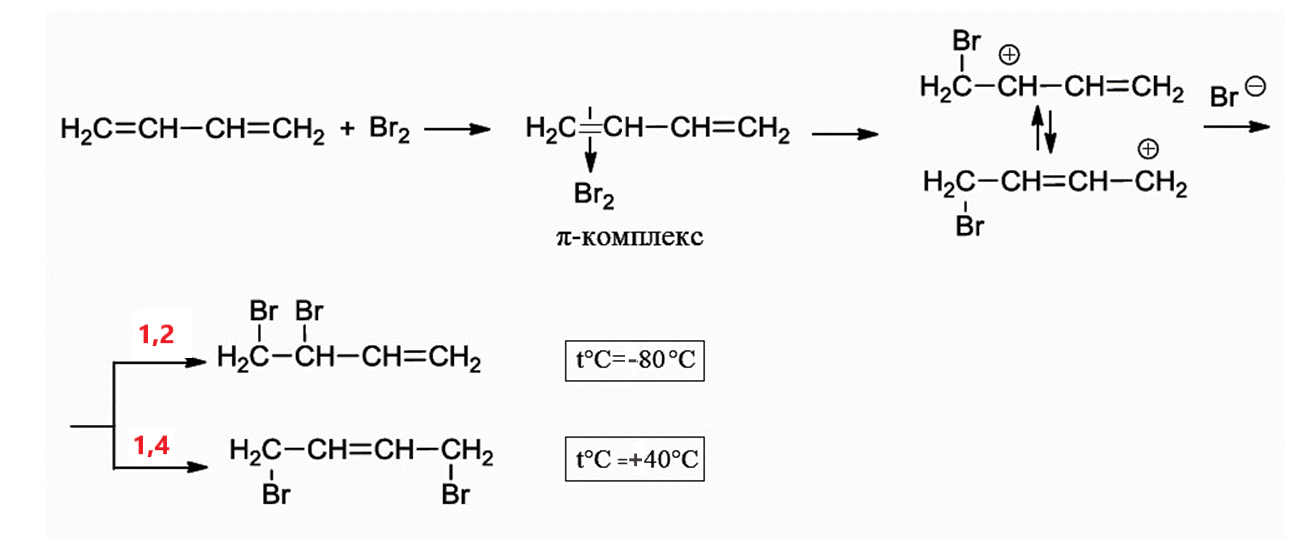 H₂C=CH−CH=CH₂ + Br₂
H₂C=CH−CH=CH₂
Br₂
π-комплекс
Br ⊕
H₂C−CH−CH=CH₂
⊕
H₂C−CH=CH−CH₂
Br
Br ⊖
1,2
Br Br
H₂C−CH−CH=CH₂
t°C=-80°C
1,4
H₂C−CH=CH−CH₂
Br Br
t°C =+40°C